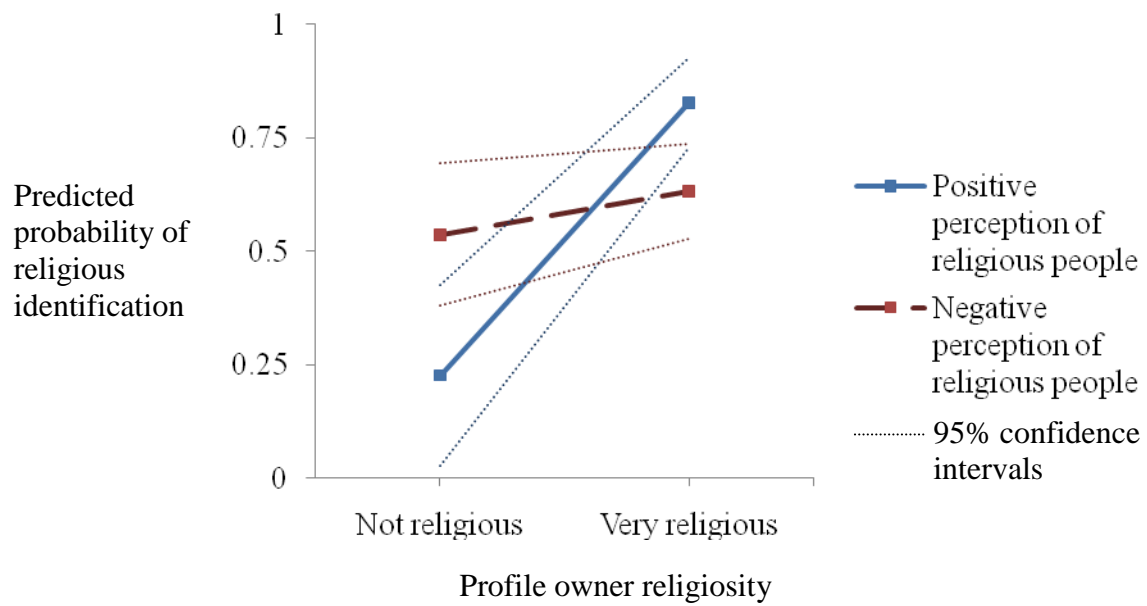 1
0.75
0.5
0.25
0
Predicted
probability of
religious
identification
Not religious
Very religious
Profile owner religiosity
Positive
perception of
religious people
Negative
perception of
religious people
95% confidence
intervals